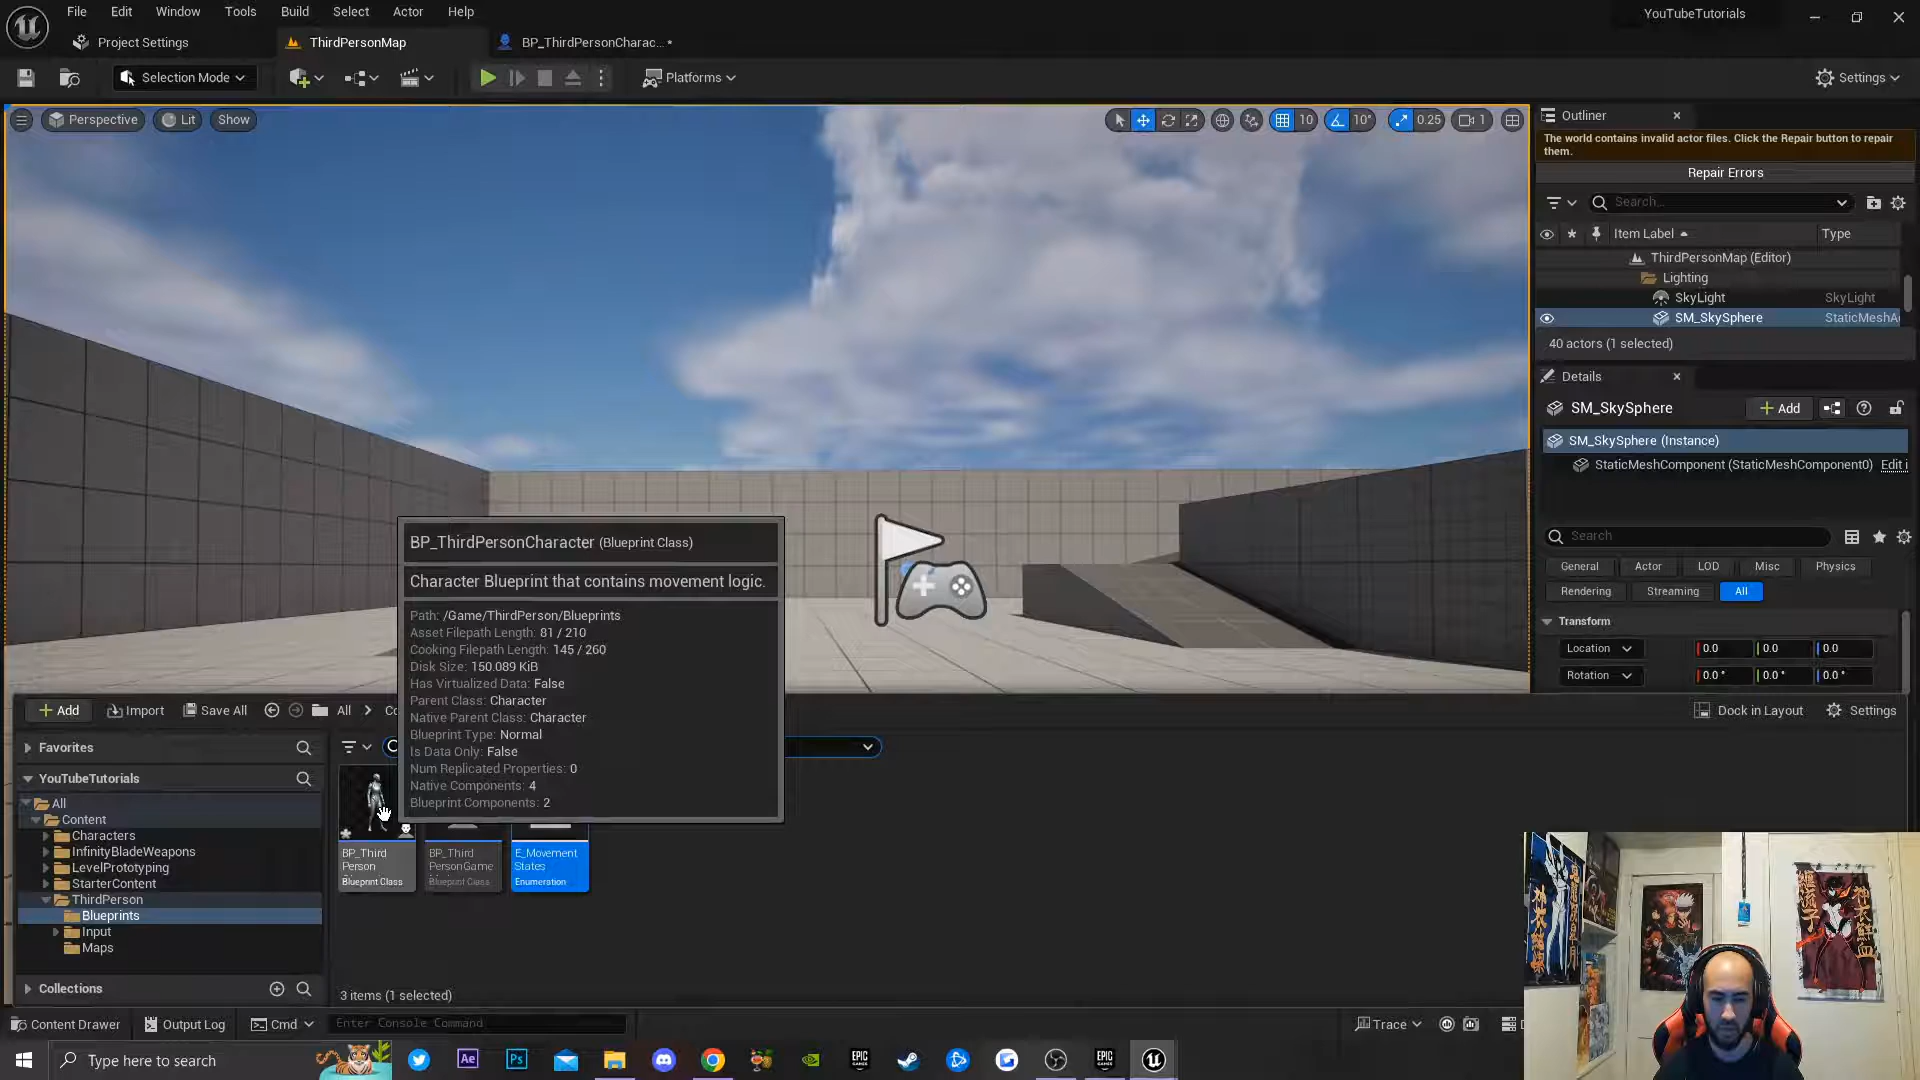 File Edit Window Tools Build Select Actor Help
YouTubeTutorials
Project Settings
ThirdPersonMap
BP_ThirdPersonCharac... •
Selection Mode
Platforms
Settings
Perspective
Lit
Show
10
10°
0.25
1
Outliner
The world contains invalid actor files. Click the Repair button to repair
them.
Repair Errors
Search...
Item Label
Type
ThirdPersonMap (Editor)
Lighting
SkyLight
SkyLight
SM_SkySphere
StaticMeshA
40 actors (1 selected)
Details
SM_SkySphere
Add
SM_SkySphere (Instance)
StaticMeshComponent (StaticMeshComponent0)
Edit i
Search
General
Actor
LOD
Misc
Physics
Rendering
Streaming
All
Transform
Location
0.0
0.0
0.0
Rotation
0.0 °
0.0 °
0.0 °
BP_ThirdPersonCharacter (Blueprint Class)
Character Blueprint that contains movement logic.
Path: /Game/ThirdPerson/Blueprints
Asset Filepath Length: 81 / 210
Cooking Filepath Length: 145 / 260
Disk Size: 150.089 KiB
Has Virtualized Data: False
Parent Class: Character
Native Parent Class: Character
Blueprint Type: Normal
Is Data Only: False
Num Replicated Properties: 0
Native Components: 4
Blueprint Components: 2
Add
Import
Save All
All
Co
Dock in Layout
Settings
Favorites
YouTubeTutorials
All
Content
Characters
InfinityBladeWeapons
LevelPrototyping
StarterContent
ThirdPerson
Blueprints
Input
Maps
Collections
BP_Third
Person
Blueprint Class
BP_Third
PersonGame
Blueprint Class
E_Movement
States
Enumeration
3 items (1 selected)
Content Drawer
Output Log
Cmd
Enter Console Command
Trace
Type here to search
Ae
Ps
EPIC
GAMES
EPIC
GAMES